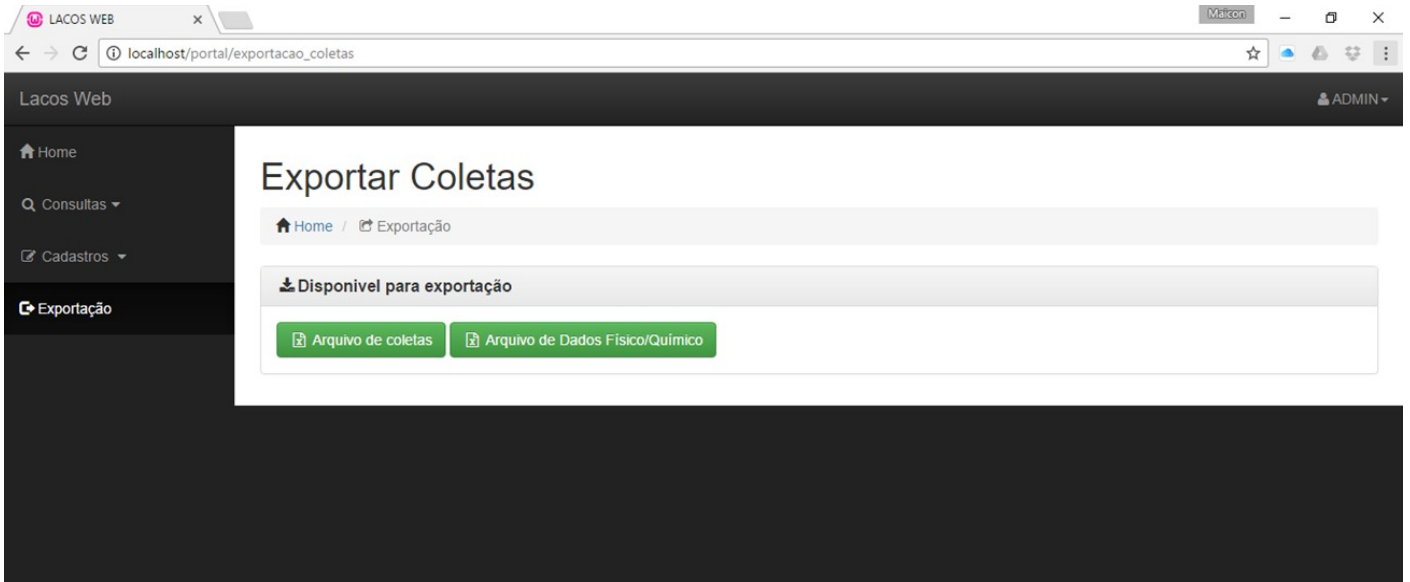 LACOS WEB
Maicon
localhost/portal/exportacao_coletas
Lacos Web
ADMIN
Home
Consultas
Cadastros
Exportação
Exportar Coletas
Home / Exportação
Disponivel para exportação
Arquivo de coletas
Arquivo de Dados Físico/Químico